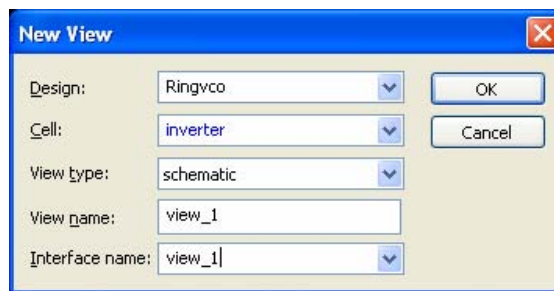 New View
Design: Ringvco OK
Cell: inverter Cancel
View type: schematic
View name: view_1
Interface name: view_1